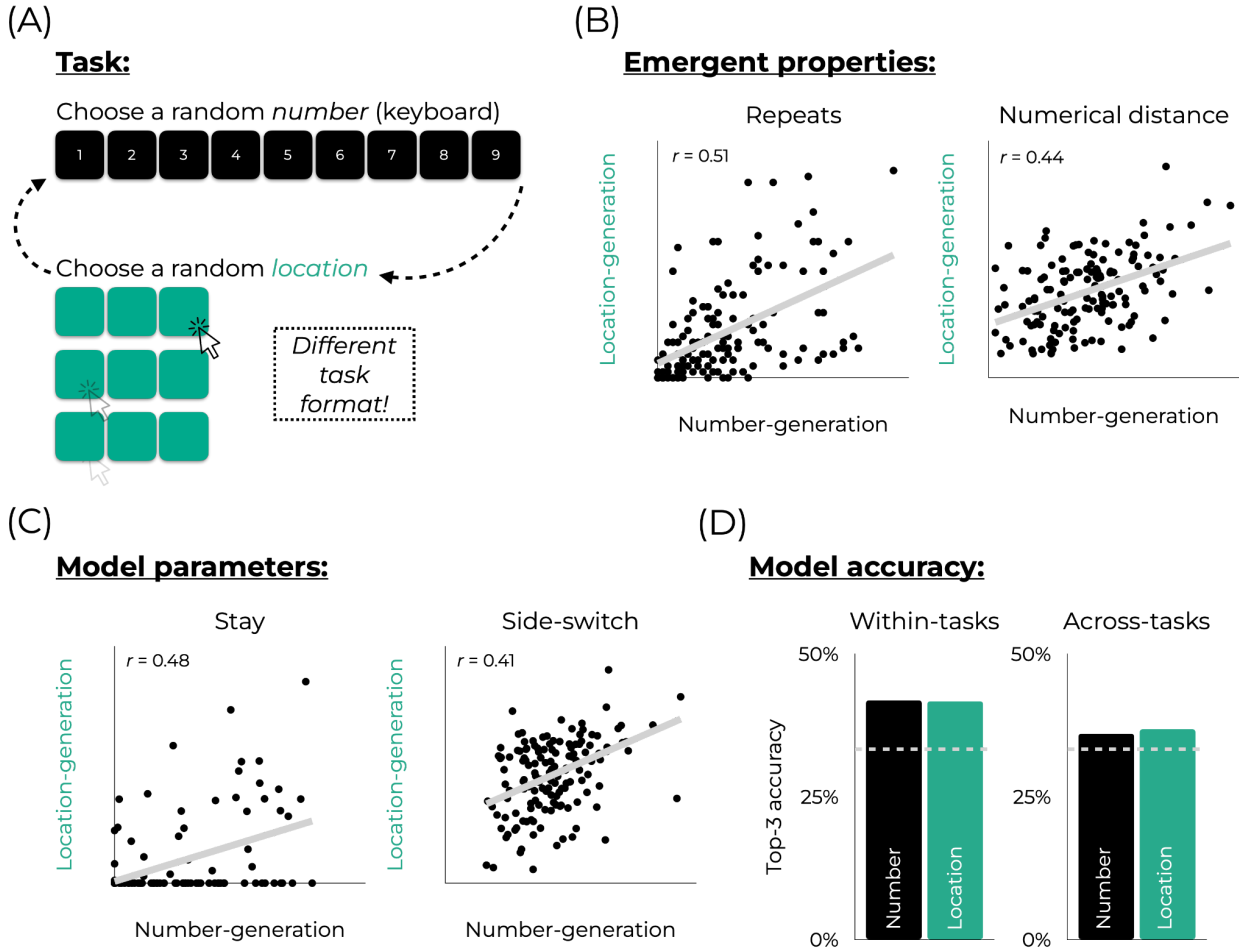 (A)
Task:
Choose a random number (keyboard)
1 2 3 4 5 6 7 8 9
Choose a random location
Different
task
format!
(B)
Emergent properties:
Repeats
r = 0.51
Location-generation
Number-generation
Numerical distance
r = 0.44
Location-generation
Number-generation
(C)
Model parameters:
Stay
r = 0.48
Location-generation
Number-generation
Side-switch
r = 0.41
Location-generation
Number-generation
(D)
Model accuracy:
Within-tasks
Top-3 accuracy
50%
25%
0%
Number
Location
Across-tasks
50%
25%
0%
Number
Location